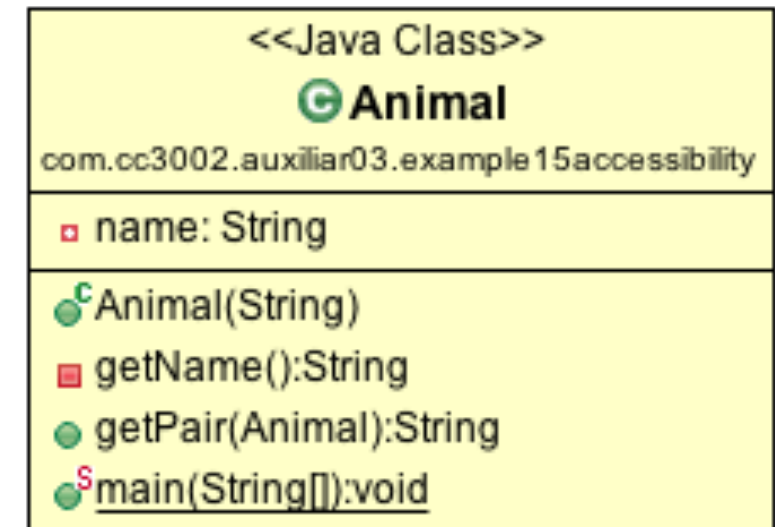 <<Java Class>>
C Animal
com.cc3002.auxiliar03.example15accessibility
name: String
C Animal(String)
getName():String
getPair(Animal):String
S main(String[]):void